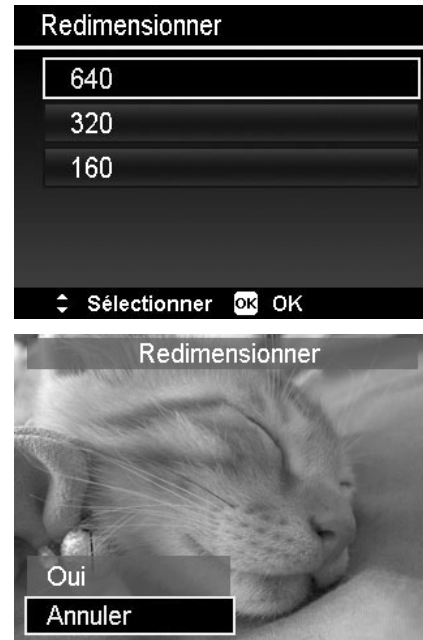 Redimensionner
640
320
160
Sélectionner OK OK
Redimensionner
Oui
Annuler